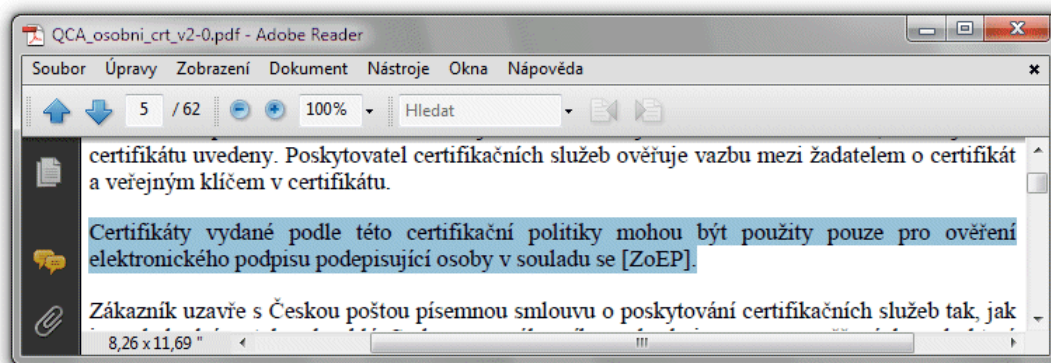 QCA_osobni_crt_v2-0.pdf - Adobe Reader
Soubor Úpravy Zobrazení Dokument Nástroje Okna Nápověda
5 / 62 100% Hledat
certifikátu uvedeny. Poskytovatel certifikačních služeb ověřuje vazbu mezi žadatelem o certifikát
a veřejným klíčem v certifikátu.
Certifikáty vydané podle této certifikační politiky mohou být použity pouze pro ověření
elektronického podpisu podepisující osoby v souladu se [ZoEP].
Zákazník uzavře s Českou poštou písemnou smlouvu o poskytování certifikačních služeb tak, jak
8,26 x 11,69 "